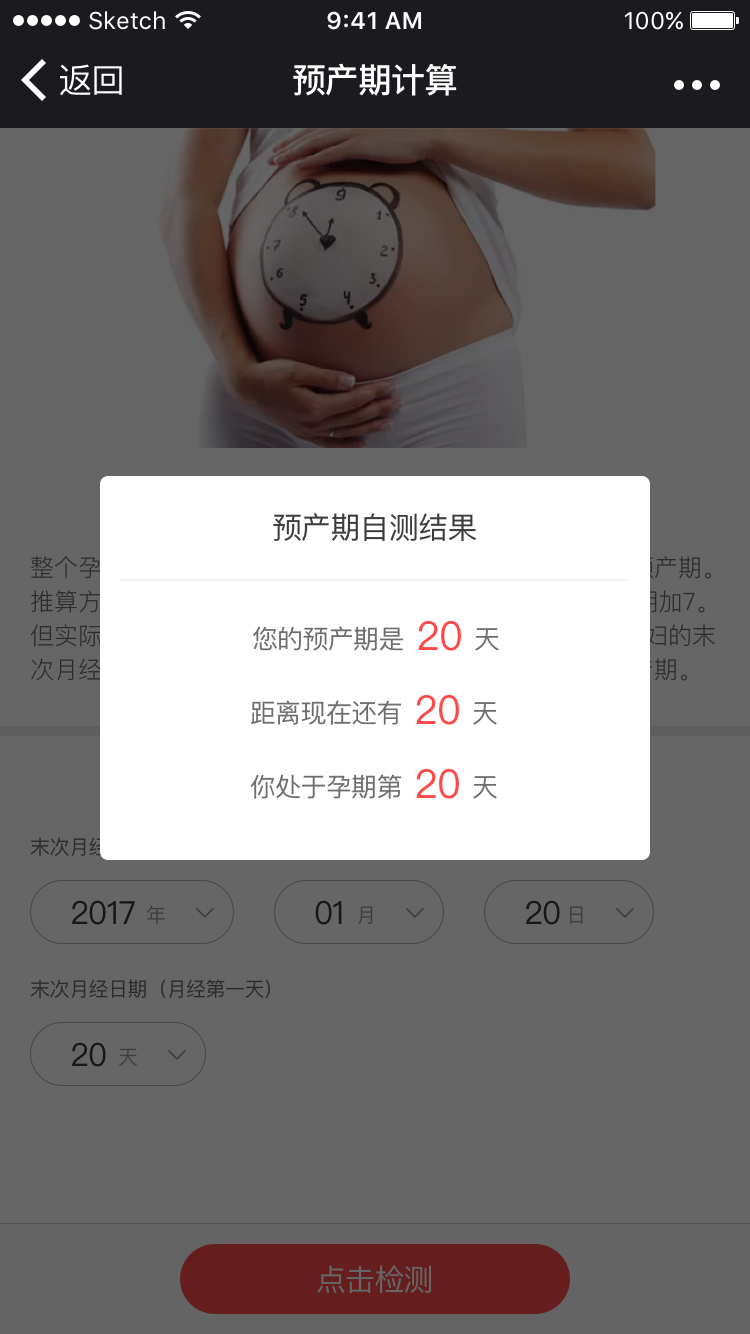 Sketch 9:41 AM 100%
返回 预产期计算
9
8 1
7 2
6 3
5 4
预产期自测结果
整个孕 预产期。
推算方 期加7。
但实际 妇的末
次月经 产期。
您的预产期是 20 天
距离现在还有 20 天
你处于孕期第 20 天
末次月经
2017 年 01 月 20 日
末次月经日期（月经第一天）
20 天
点击检测